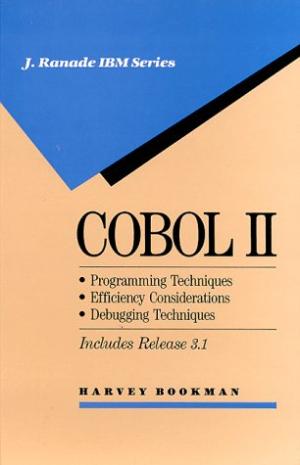 J. Ranade IBM Series
COBOL II
• Programming Techniques
• Efficiency Considerations
• Debugging Techniques
Includes Release 3.1
HARVEY BOOKMAN